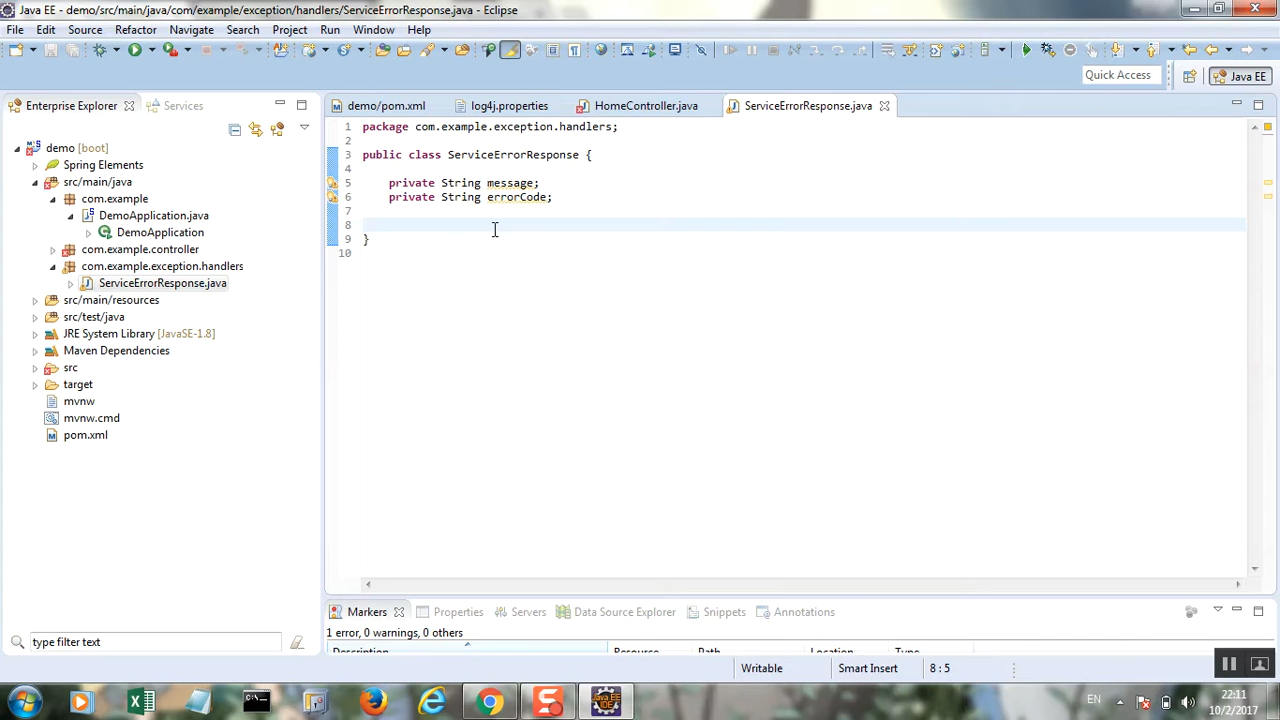 Java EE - demo/src/main/java/com/example/exception/handlers/ServiceErrorResponse.java - Eclipse
File Edit Source Refactor Navigate Search Project Run Window Help
Quick Access
Java EE
Enterprise Explorer Services
demo/pom.xml log4j.properties HomeController.java ServiceErrorResponse.java
demo [boot]
Spring Elements
src/main/java
com.example
DemoApplication.java
DemoApplication
com.example.controller
com.example.exception.handlers
ServiceErrorResponse.java
src/main/resources
src/test/java
JRE System Library [JavaSE-1.8]
Maven Dependencies
src
target
mvnw
mvnw.cmd
pom.xml
type filter text
1 package com.example.exception.handlers;
2
3 public class ServiceErrorResponse {
4
5 private String message;
6 private String errorCode;
7
8
9 }
10
Markers Properties Servers Data Source Explorer Snippets Annotations
1 error, 0 warnings, 0 others
Description Resource Path Location Type
Writable Smart Insert 8 : 5
EN
22:11
10/2/2017